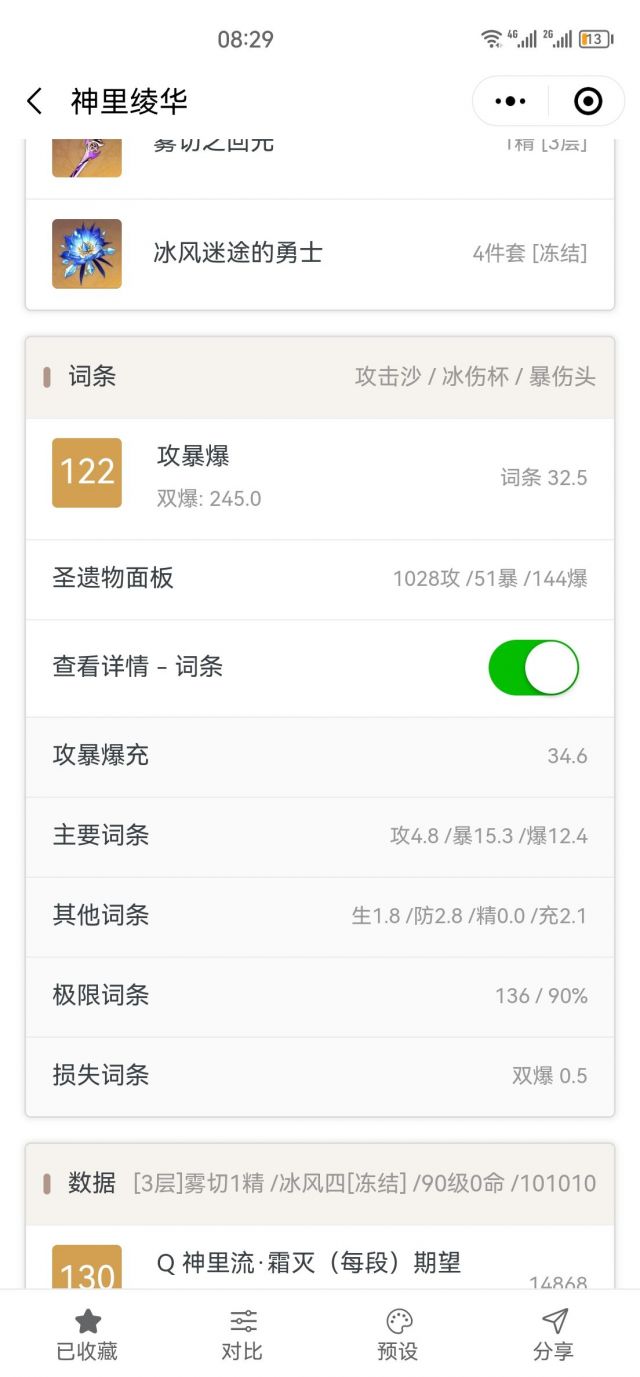 08:29
4G 2G 13
神里绫华
雾切之回光 1精 [3层]
冰风迷途的勇士 4件套 [冻结]
词条 攻击沙 / 冰伤杯 / 暴伤头
122 攻暴爆 词条 32.5
双爆: 245.0
圣遗物面板 1028攻 /51暴 /144爆
查看详情 - 词条
攻暴爆充 34.6
主要词条 攻4.8 /暴15.3 /爆12.4
其他词条 生1.8 /防2.8 /精0.0 /充2.1
极限词条 136 / 90%
损失词条 双爆 0.5
数据 [3层]雾切1精 /冰风四[冻结] /90级0命 /101010
130 Q 神里流·霜灭（每段）期望 14868
已收藏 对比 预设 分享